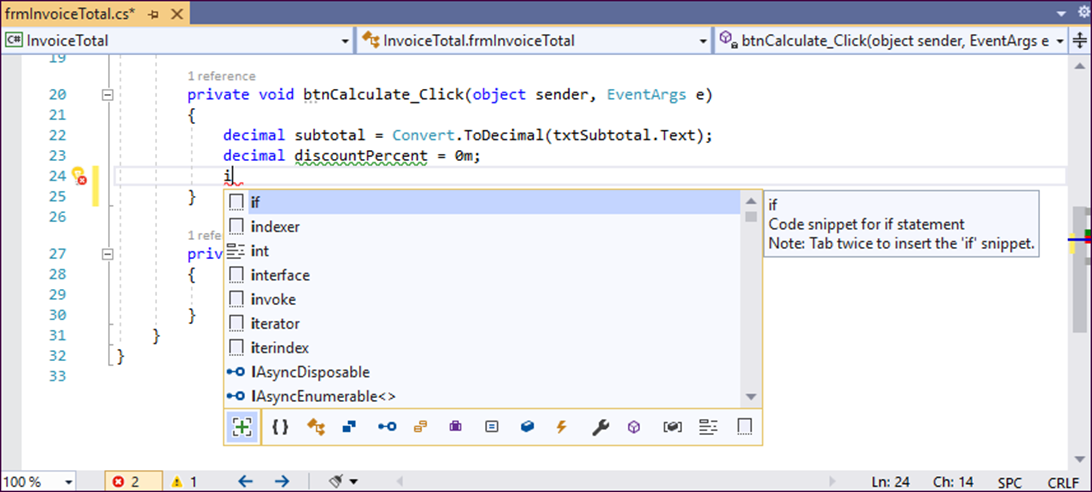 frmInvoiceTotal.cs*
C# InvoiceTotal
InvoiceTotal.frmInvoiceTotal
btnCalculate_Click(object sender, EventArgs e
19
1 reference
20 private void btnCalculate_Click(object sender, EventArgs e)
21 {
22 decimal subtotal = Convert.ToDecimal(txtSubtotal.Text);
23 decimal discountPercent = 0m;
24 i
25 }
26
1 refe
27 priv
28 {
29
30 }
31 }
32 }
33
if
indexer
int
interface
invoke
iterator
iterindex
IAsyncDisposable
IAsyncEnumerable<>
if
Code snippet for if statement
Note: Tab twice to insert the 'if' snippet.
100 % 2 1 Ln: 24 Ch: 14 SPC CRLF